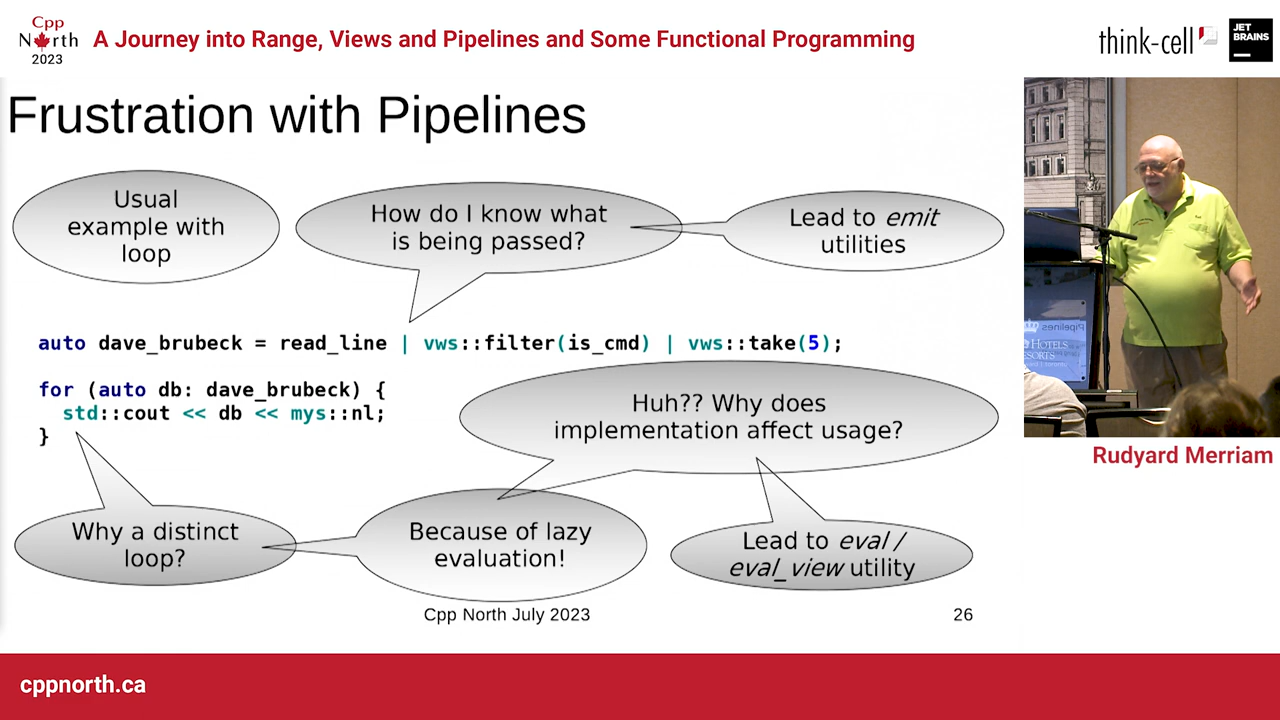 Cpp
North
2023
A Journey into Range, Views and Pipelines and Some Functional Programming
think-cell
JET
BRAINS
Frustration with Pipelines
Usual
example with
loop
How do I know what
is being passed?
Lead to emit
utilities
auto dave_brubeck = read_line | vws::filter(is_cmd) | vws::take(5);
for (auto db: dave_brubeck) {
std::cout << db << mys::nl;
}
Huh?? Why does
implementation affect usage?
Why a distinct
loop?
Because of lazy
evaluation!
Lead to eval /
eval_view utility
Cpp North July 2023
26
Pipelines
HOTELS
Rudyard Merriam
cppnorth.ca